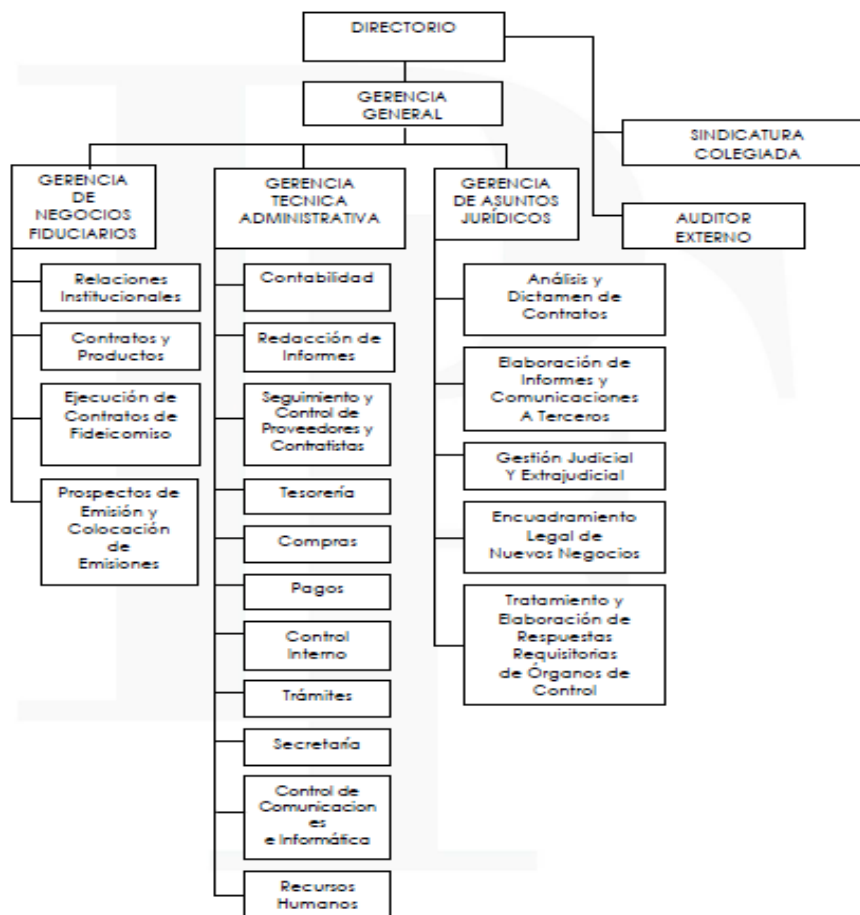 DIRECTORIO
GERENCIA
GENERAL
SINDICATURA
COLEGIADA
AUDITOR
EXTERNO
GERENCIA
DE
NEGOCIOS
FIDUCIARIOS
Relaciones
Institucionales
Contratos y
Productos
Ejecución de
Contratos de
Fideicomiso
Prospectos de
Emisión y
Colocación
de
Emisiones
GERENCIA
TECNICA
ADMINISTRATIVA
Contabilidad
Redacción de
Informes
Seguimiento y
Control de
Proveedores y
Contratistas
Tesorería
Compras
Pagos
Control
Interno
Trámites
Secretaría
Control de
Comunicacion
es
e Informática
Recursos
Humanos
GERENCIA
DE ASUNTOS
JURÍDICOS
Análisis y
Dictamen de
Contratos
Elaboración de
Informes y
Comunicaciones
A Terceros
Gestión Judicial
Y Extrajudicial
Encuadramiento
Legal de
Nuevos Negocios
Tratamiento y
Elaboración de
Respuestas
Requisitorias
de Órganos de
Control